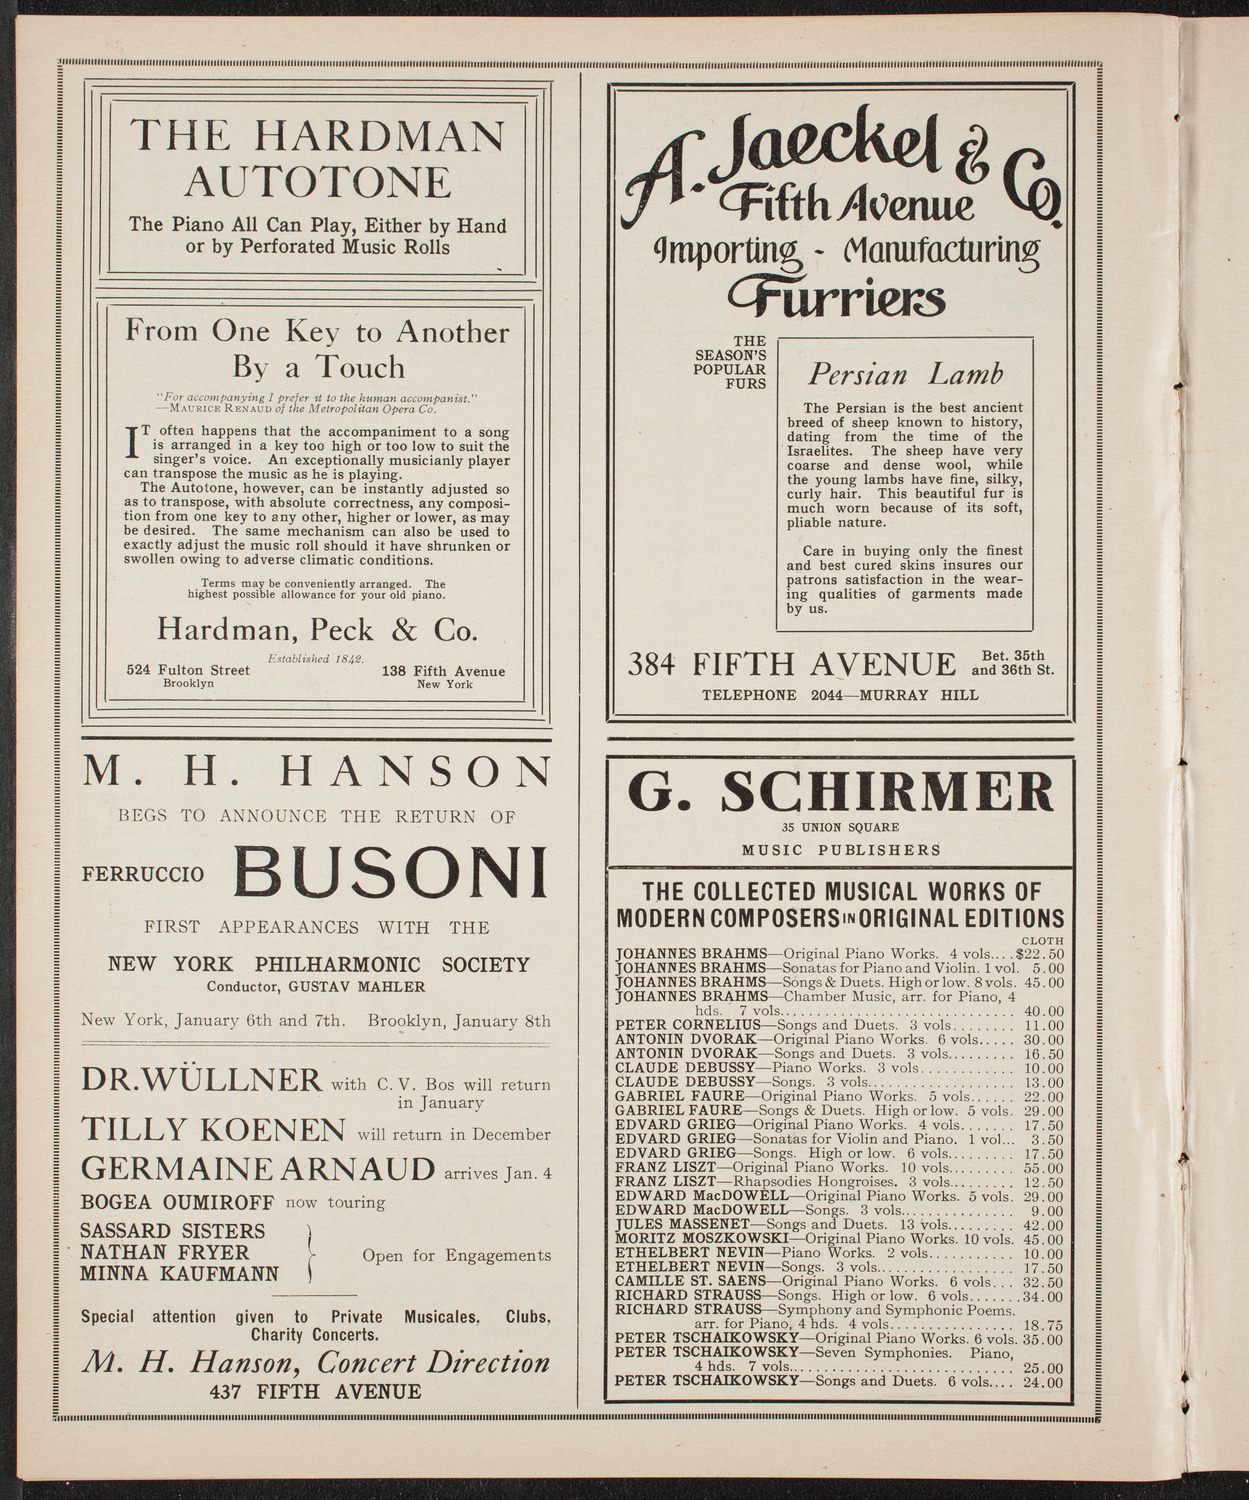 THE HARDMAN
AUTOTONE
The Piano All Can Play, Either by Hand
or by Perforated Music Rolls
From One Key to Another
By a Touch
"For accompanying I prefer it to the human accompanist."
—MAURICE RENAUD of the Metropolitan Opera Co.
IT often happens that the accompaniment to a song
is arranged in a key too high or too low to suit the
singer's voice. An exceptionally musicianly player
can transpose the music as he is playing.
The Autotone, however, can be instantly adjusted so
as to transpose, with absolute correctness, any composi-
tion from one key to any other, higher or lower, as may
be desired. The same mechanism can also be used to
exactly adjust the music roll should it have shrunken or
swollen owing to adverse climatic conditions.
Terms may be conveniently arranged. The
highest possible allowance for your old piano.
Hardman, Peck & Co.
Established 1842.
524 Fulton Street 138 Fifth Avenue
Brooklyn New York
M. H. HANSON
BEGS TO ANNOUNCE THE RETURN OF
FERRUCCIO BUSONI
FIRST APPEARANCES WITH THE
NEW YORK PHILHARMONIC SOCIETY
Conductor, GUSTAV MAHLER
New York, January 6th and 7th. Brooklyn, January 8th
DR. WÜLLNER with C. V. Bos will return
in January
TILLY KOENEN will return in December
GERMAINE ARNAUD arrives Jan. 4
BOGEA OUMIROFF now touring
SASSARD SISTERS
NATHAN FRYER Open for Engagements
MINNA KAUFMANN
Special attention given to Private Musicales, Clubs,
Charity Concerts.
M. H. Hanson, Concert Direction
437 FIFTH AVENUE
A. Jaeckel & Co.
Fifth Avenue
Importing - Manufacturing
Furriers
THE
SEASON'S
POPULAR
FURS
Persian Lamb
The Persian is the best ancient
breed of sheep known to history,
dating from the time of the
Israelites. The sheep have very
coarse and dense wool, while
the young lambs have fine, silky,
curly hair. This beautiful fur is
much worn because of its soft,
pliable nature.
Care in buying only the finest
and best cured skins insures our
patrons satisfaction in the wear-
ing qualities of garments made
by us.
384 FIFTH AVENUE Bet. 35th
and 36th St.
TELEPHONE 2044—MURRAY HILL
G. SCHIRMER
35 UNION SQUARE
MUSIC PUBLISHERS
THE COLLECTED MUSICAL WORKS OF
MODERN COMPOSERS IN ORIGINAL EDITIONS
CLOTH
JOHANNES BRAHMS—Original Piano Works. 4 vols....$22.50
JOHANNES BRAHMS—Sonatas for Piano and Violin. 1 vol. 5.00
JOHANNES BRAHMS—Songs & Duets. High or low. 8 vols. 45.00
JOHANNES BRAHMS—Chamber Music, arr. for Piano, 4
hds. 7 vols.............................. 40.00
PETER CORNELIUS—Songs and Duets. 3 vols........ 11.00
ANTONIN DVORAK—Original Piano Works. 6 vols..... 30.00
ANTONIN DVORAK—Songs and Duets. 3 vols......... 16.50
CLAUDE DEBUSSY—Piano Works. 3 vols............ 10.00
CLAUDE DEBUSSY—Songs. 3 vols.................. 13.00
GABRIEL FAURE—Original Piano Works. 5 vols...... 22.00
GABRIEL FAURE—Songs & Duets. High or low. 5 vols. 29.00
EDVARD GRIEG—Original Piano Works. 4 vols....... 17.50
EDVARD GRIEG—Sonatas for Violin and Piano. 1 vol... 3.50
EDVARD GRIEG—Songs. High or low. 6 vols......... 17.50
FRANZ LISZT—Original Piano Works. 10 vols......... 55.00
FRANZ LISZT—Rhapsodies Hongroises. 3 vols......... 12.50
EDWARD MacDOWELL—Original Piano Works. 5 vols. 29.00
EDWARD MacDOWELL—Songs. 3 vols.............. 9.00
JULES MASSENET—Songs and Duets. 13 vols......... 42.00
MORITZ MOSZKOWSKI—Original Piano Works. 10 vols. 45.00
ETHELBERT NEVIN—Piano Works. 2 vols........... 10.00
ETHELBERT NEVIN—Songs. 3 vols................. 17.50
CAMILLE ST. SAENS—Original Piano Works. 6 vols... 32.50
RICHARD STRAUSS—Songs. High or low. 6 vols.......34.00
RICHARD STRAUSS—Symphony and Symphonic Poems.
arr. for Piano, 4 hds. 4 vols................ 18.75
PETER TSCHAIKOWSKY—Original Piano Works. 6 vols. 35.00
PETER TSCHAIKOWSKY—Seven Symphonies. Piano,
4 hds. 7 vols............................. 25.00
PETER TSCHAIKOWSKY—Songs and Duets. 6 vols.... 24.00